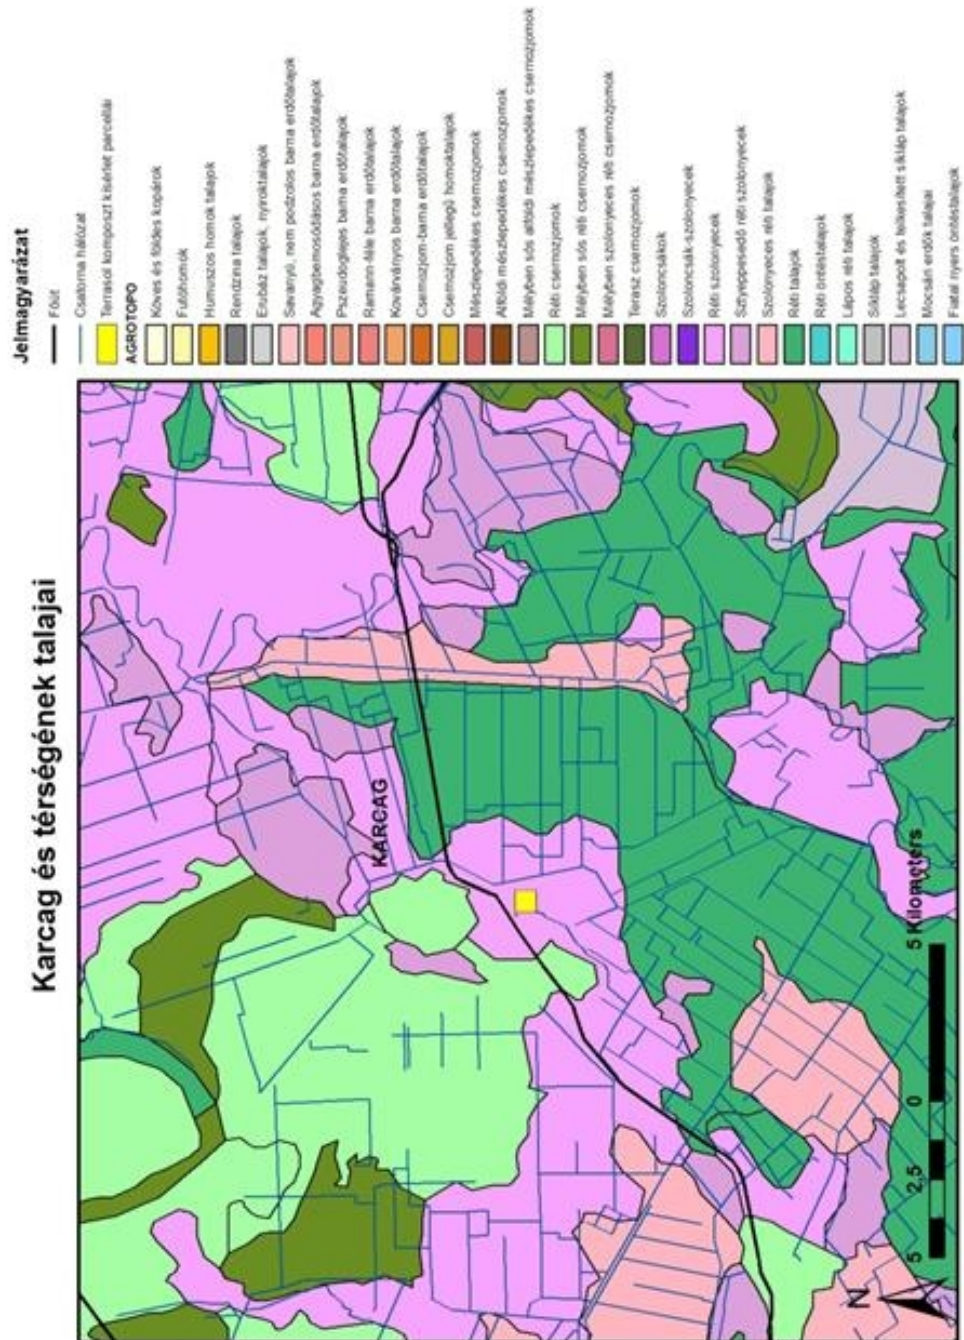 Karcag és térségének talajai
Jelmagyarázat
Főút
Csatorna hálózat
Terrasol komposzt kísérlet parcellái
AGROTOPO
Köves és földes kopárok
Futóhomok
Humuszos homok talajok
Rendzina talajok
Erubáz talajok, nyiroktalajok
Savanyú, nem podzolos barna erdőtalajok
Agyagbemosódásos barna erdőtalajok
Pszeudoglejes barna erdőtalajok
Ramann-féle barna erdőtalajok
Kovárványos barna erdőtalajok
Csernozjom-barna erdőtalajok
Csernozjom jellegű homoktalajok
Mészlepedékes csernozjomok
Alföldi mészlepedékes csernozjomok
Mélyben sós alföldi mészlepedékes csernozjomok
Réti csernozjomok
Mélyben sós réti csernozjomok
Mélyben szolonyeces réti csernozjomok
Terasz csernozjomok
Szoloncsákok
Szoloncsák-szolonyecek
Réti szolonyecek
Sztyeppesedő réti szolonyecek
Szolonyeces réti talajok
Réti talajok
Réti öntéstalajok
Lápos réti talajok
Síkláp talajok
Lecsapolt és telkesített síkláp talajok
Mocsári erdők talajai
Fiatal nyers öntéstalajok
KARCAG
N
5 2,5 0 5 Kilometers